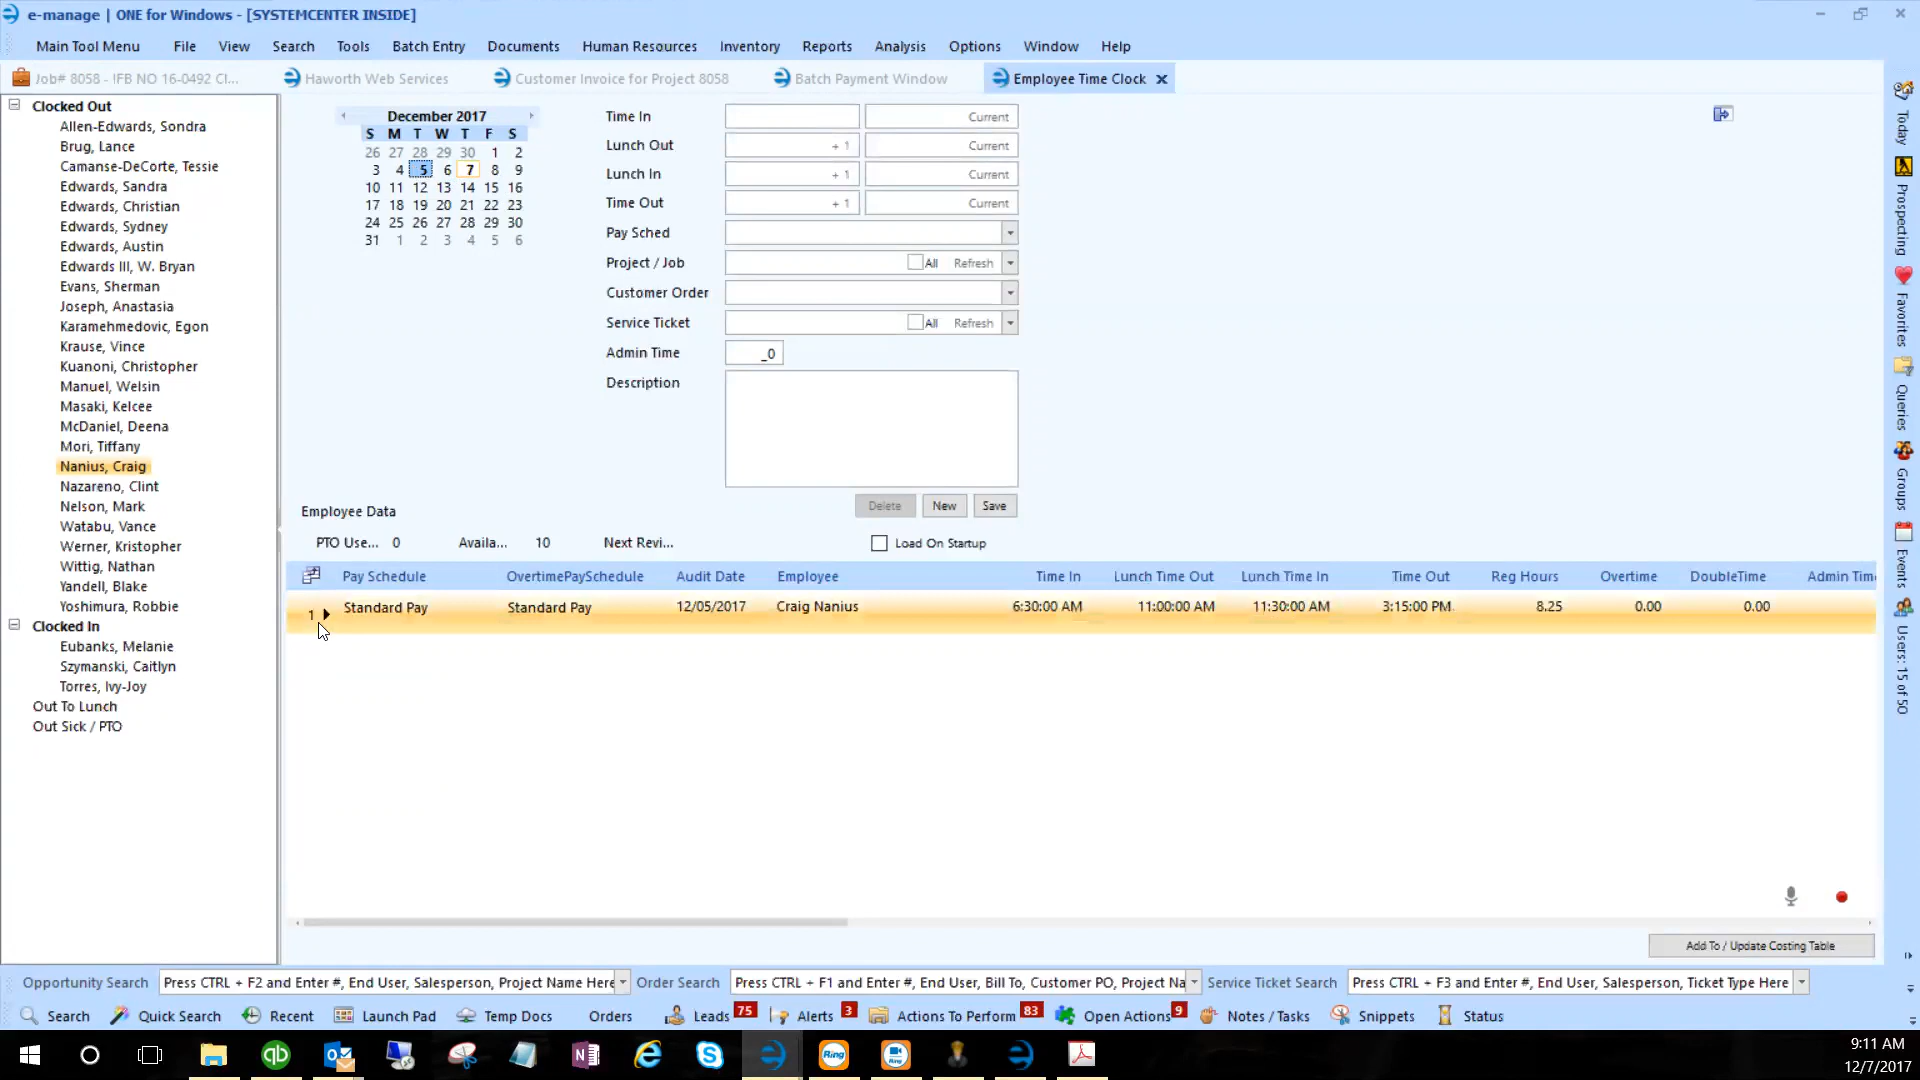 e-manage | ONE for Windows - [SYSTEMCENTER INSIDE]
Main Tool Menu File View Search Tools Batch Entry Documents Human Resources Inventory Reports Analysis Options Window Help
Job# 8058 - IFB NO 16-0492 Cl... Haworth Web Services Customer Invoice for Project 8058 Batch Payment Window Employee Time Clock
Clocked Out
Allen-Edwards, Sondra
Brug, Lance
Camanse-DeCorte, Tessie
Edwards, Sandra
Edwards, Christian
Edwards, Sydney
Edwards, Austin
Edwards III, W. Bryan
Evans, Sherman
Joseph, Anastasia
Karamehmedovic, Egon
Krause, Vince
Kuanoni, Christopher
Manuel, Welsin
Masaki, Kelcee
McDaniel, Deena
Mori, Tiffany
Nanius, Craig
Nazareno, Clint
Nelson, Mark
Watabu, Vance
Werner, Kristopher
Wittig, Nathan
Yandell, Blake
Yoshimura, Robbie
Clocked In
Eubanks, Melanie
Szymanski, Caitlyn
Torres, Ivy-Joy
Out To Lunch
Out Sick / PTO
December 2017
S M T W T F S
26 27 28 29 30 1 2
3 4 5 6 7 8 9
10 11 12 13 14 15 16
17 18 19 20 21 22 23
24 25 26 27 28 29 30
31 1 2 3 4 5 6
Time In Current
Lunch Out + 1 Current
Lunch In + 1 Current
Time Out + 1 Current
Pay Sched
Project / Job All Refresh
Customer Order
Service Ticket All Refresh
Admin Time _0
Description
Delete New Save
Employee Data
PTO Use... 0 Availa... 10 Next Revi... Load On Startup
Pay Schedule OvertimePaySchedule Audit Date Employee Time In Lunch Time Out Lunch Time In Time Out Reg Hours Overtime DoubleTime Admin Tim
1 Standard Pay Standard Pay 12/05/2017 Craig Nanius 6:30:00 AM 11:00:00 AM 11:30:00 AM 3:15:00 PM 8.25 0.00 0.00
Add To / Update Costing Table
Today
Prospecting
Favorites
Queries
Groups
Events
Users: 15 of 50
Opportunity Search Press CTRL + F2 and Enter #, End User, Salesperson, Project Name Here Order Search Press CTRL + F1 and Enter #, End User, Bill To, Customer PO, Project Na Service Ticket Search Press CTRL + F3 and Enter #, End User, Salesperson, Ticket Type Here
Search Quick Search Recent Launch Pad Temp Docs Orders Leads 75 Alerts 3 Actions To Perform 83 Open Actions 9 Notes / Tasks Snippets Status
Ring
Ring
9:11 AM
12/7/2017